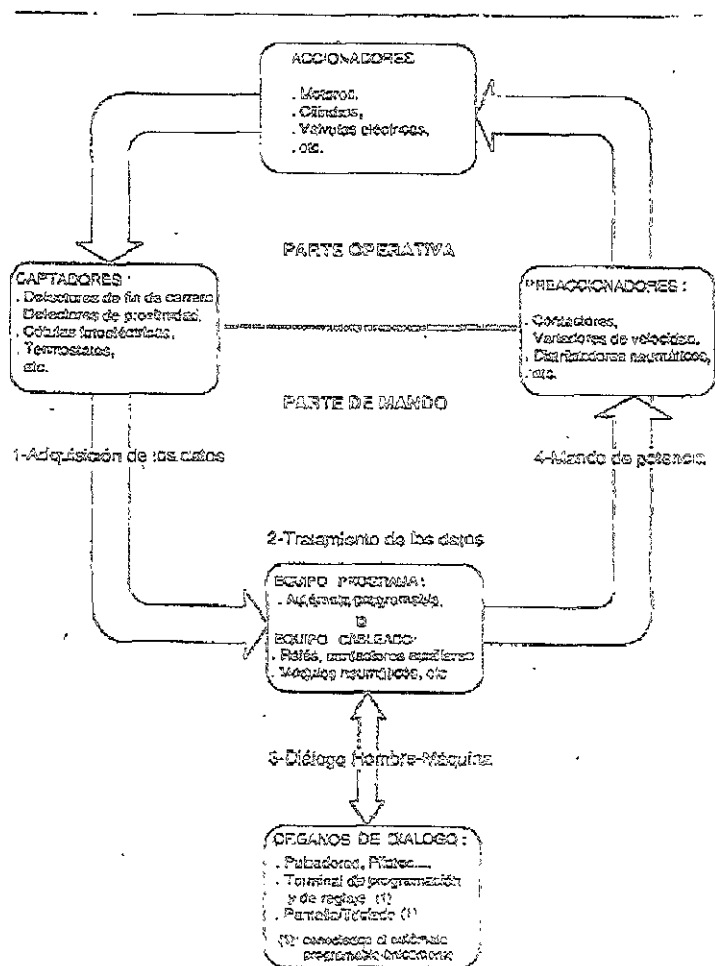 ACCIONADORES
. Motores,
. Cilindros,
. Válvulas eléctricas,
. etc.
PARTE OPERATIVA
CAPTADORES :
. Detectores de fin de carrera
Detectores de proximidad,
. Células fotoeléctricas,
. Termostatos,
etc.
PREACCIONADORES :
. Contactores,
Variadores de velocidad,
. Distribuidores neumáticos,
. etc.
PARTE DE MANDO
1-Adquisición de los datos
4-Mando de potencia
2-Tratamiento de los datos
EQUIPO PROGRAMA :
. Autómata programable,
o
EQUIPO CABLEADO:
. Relés, contactores auxiliares
. Módulos neumáticos, etc
3-Diálogo Hombre-Máquina
ORGANOS DE DIALOGO :
. Pulsadores, Pilotos....,
. Terminal de programación
y de reglaje (1)
. Pantalla/Teclado (1)
(1): el autómata
programable